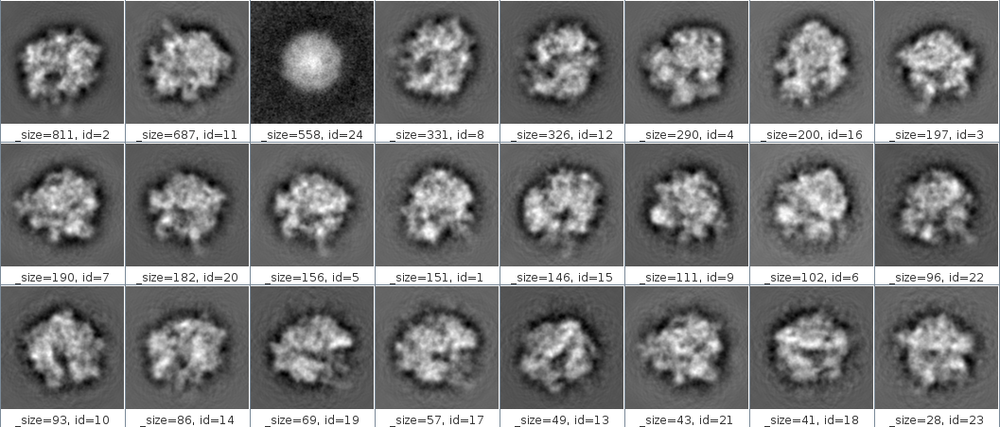 _size=811, id=2 _size=687, id=11 _size=558, id=24 _size=331, id=8 _size=326, id=12 _size=290, id=4 _size=200, id=16 _size=197, id=3
_size=190, id=7 _size=182, id=20 _size=156, id=5 _size=151, id=1 _size=146, id=15 _size=111, id=9 _size=102, id=6 _size=96, id=22
_size=93, id=10 _size=86, id=14 _size=69, id=19 _size=57, id=17 _size=49, id=13 _size=43, id=21 _size=41, id=18 _size=28, id=23